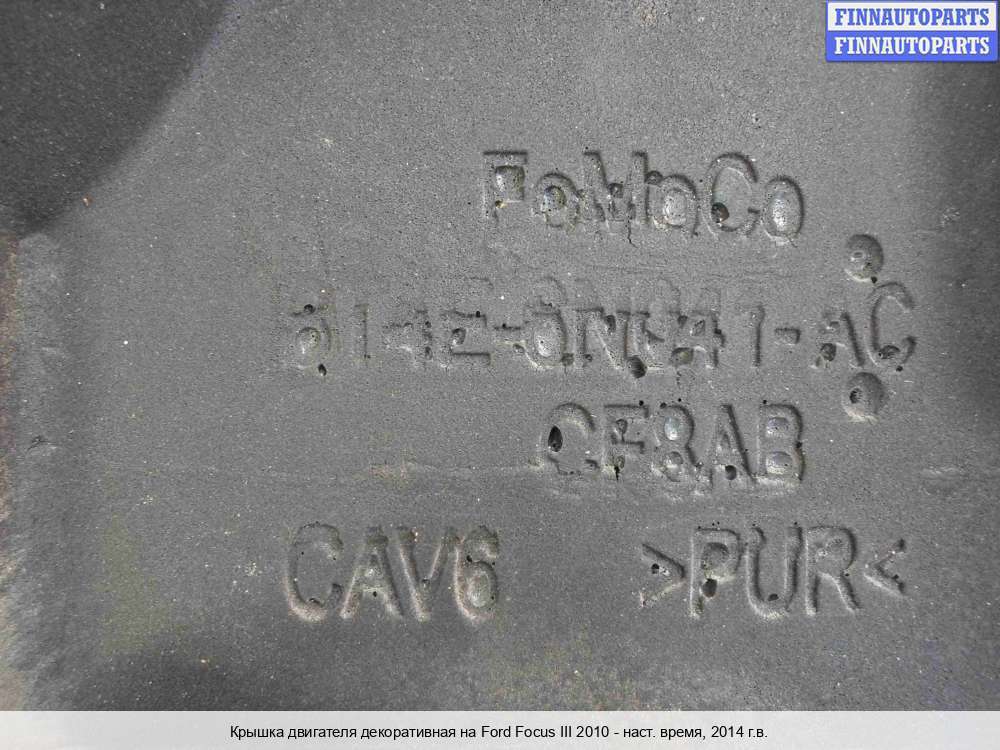 FINNAUTOPARTS
FINNAUTOPARTS
FoMoCo
CF8AB
CAV6 >PUR<
Крышка двигателя декоративная на Ford Focus III 2010 - наст. время, 2014 г.в.